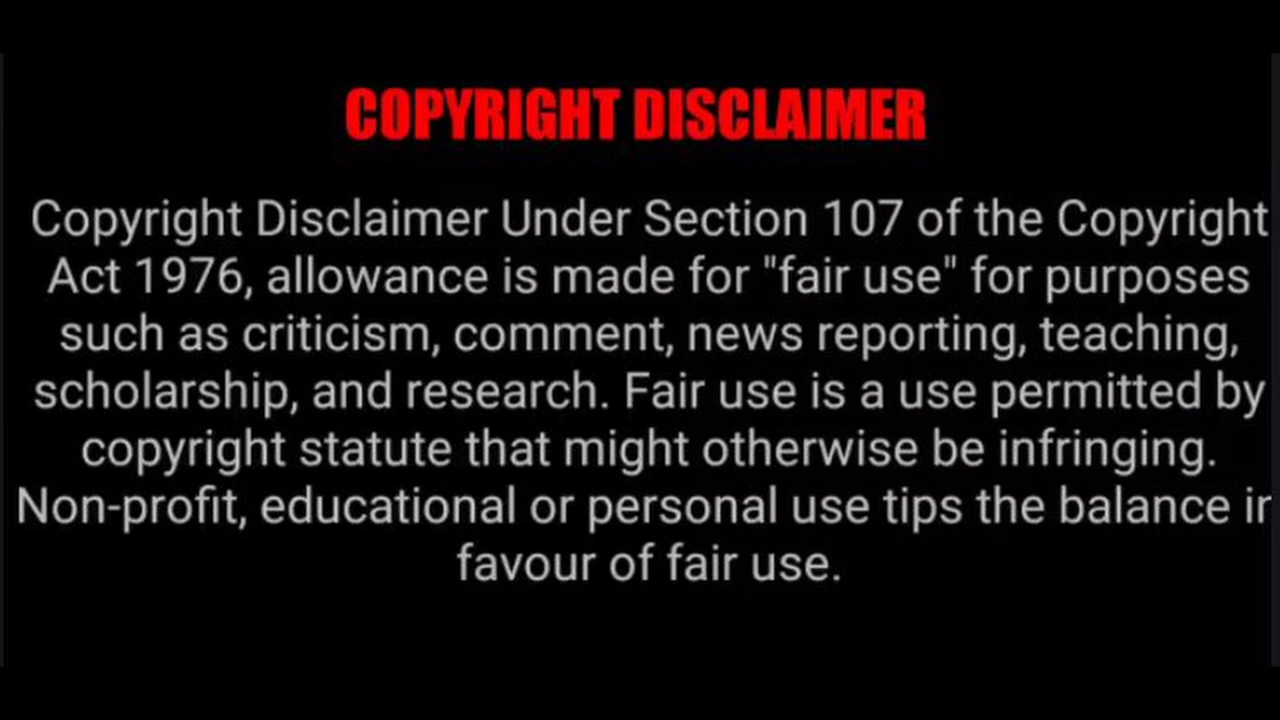 COPYRIGHT DISCLAIMER
Copyright Disclaimer Under Section 107 of the Copyright
Act 1976, allowance is made for "fair use" for purposes
such as criticism, comment, news reporting, teaching,
scholarship, and research. Fair use is a use permitted by
copyright statute that might otherwise be infringing.
Non-profit, educational or personal use tips the balance in
favour of fair use.